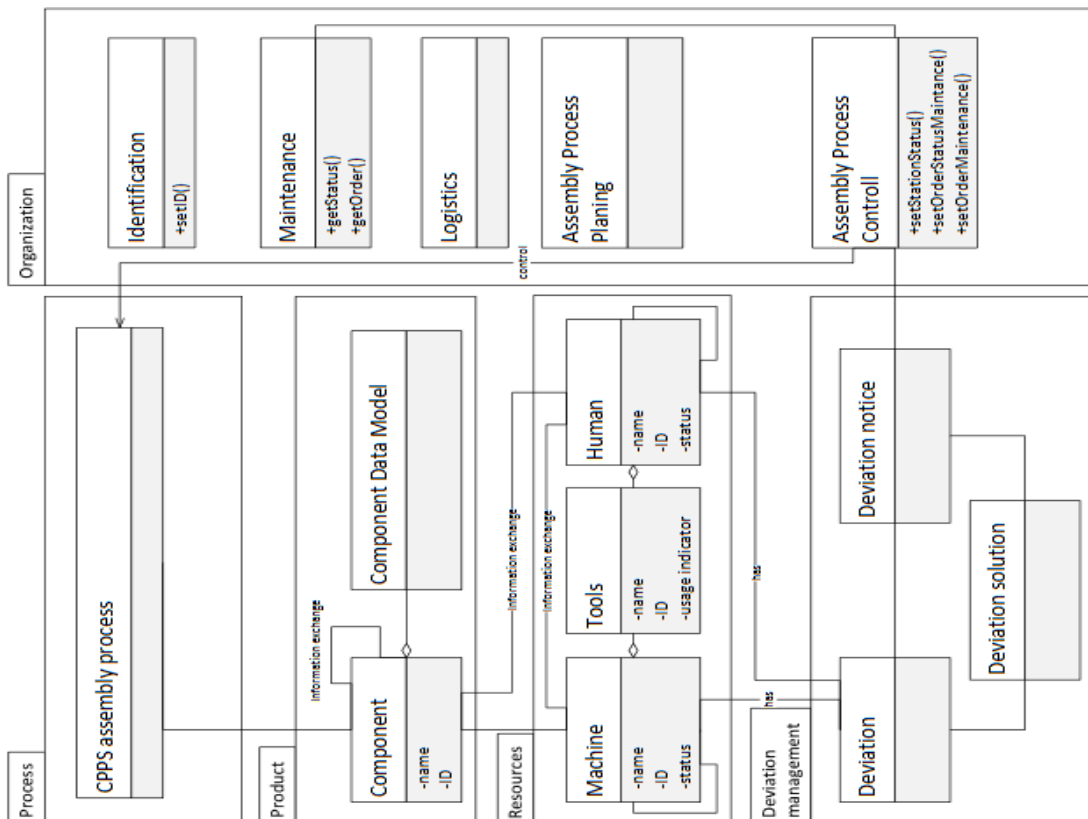 Organization
Identification
+setID()
Maintenance
+getStatus()
+getOrder()
Logistics
Assembly Process
Planing
Assembly Process
Controll
+setStationStatus()
+setOrderStatusMaintance()
+setOrderMaintenance()
control
Process
CPPS assembly process
Product
Component
-name
-ID
Information exchange
Component Data Model
Information exchange
Information exchange
Resources
Machine
-name
-ID
-status
Tools
-name
-ID
-usage indicator
Human
-name
-ID
-status
has
has
Deviation
management
Deviation
Deviation notice
Deviation solution